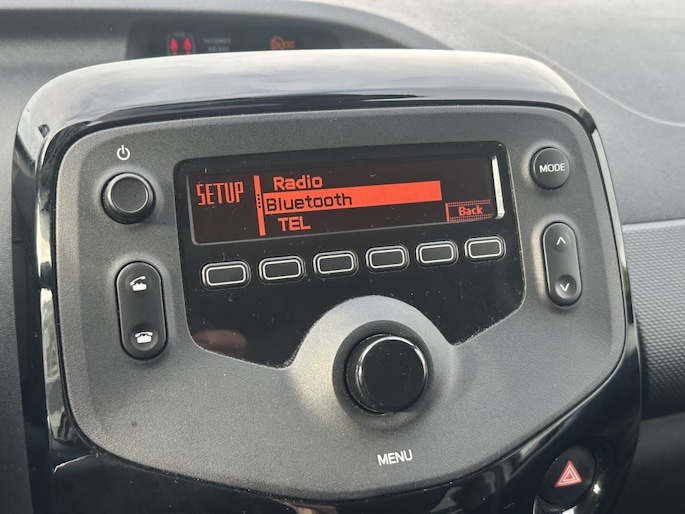 MODE
SETUP
Radio
Bluetooth
TEL
Back
MENU